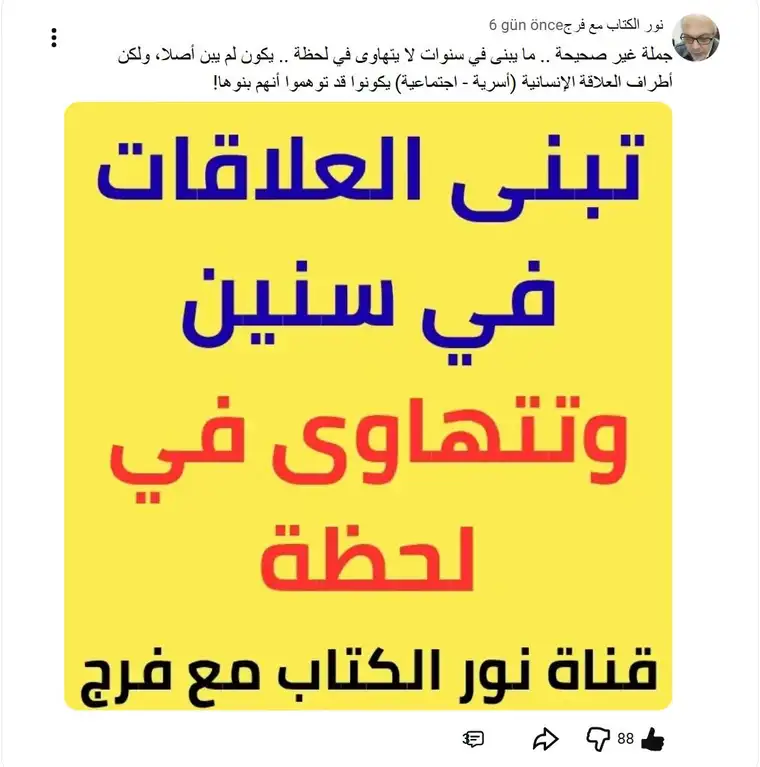 نور الكتاب مع فرج 6 gün önce
جملة غير صحيحة .. ما يبنى في سنوات لا يتهاوى في لحظة .. يكون لم يبن أصلا، ولكن
أطراف العلاقة الإنسانية (أسرية - اجتماعية) يكونوا قد توهموا أنهم بنوها!
تبنى العلاقات
في سنين
وتتهاوى في
لحظة
قناة نور الكتاب مع فرج
88 3